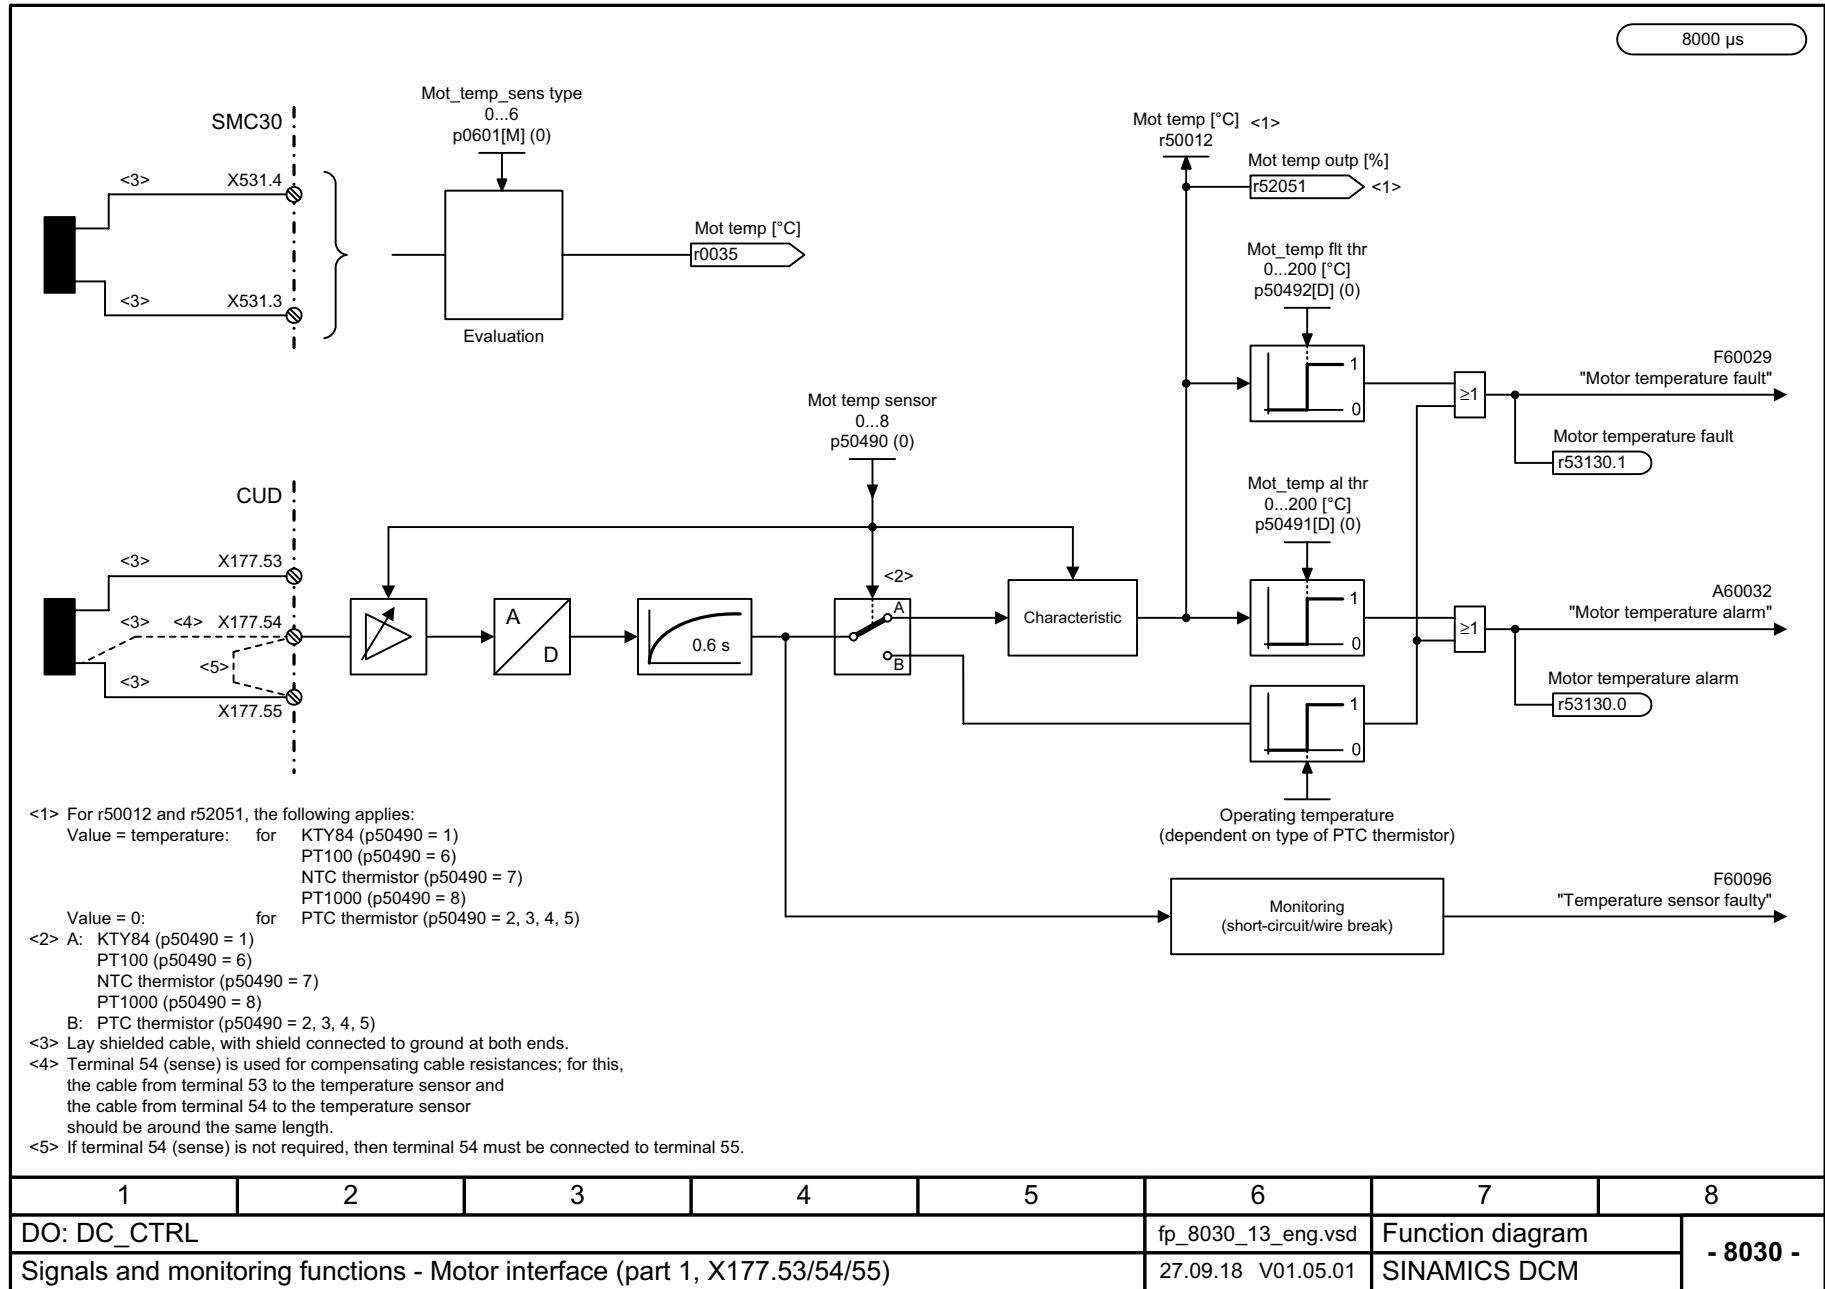 8000 µs
Mot_temp_sens type
0...6
p0601[M] (0)
SMC30
<3>
X531.4
<3>
X531.3
Evaluation
Mot temp [°C]
r0035
Mot temp [°C] <1>
r50012
Mot temp outp [%]
r52051
<1>
Mot_temp flt thr
0...200 [°C]
p50492[D] (0)
1
0
≥1
F60029
"Motor temperature fault"
Motor temperature fault
r53130.1
Mot temp sensor
0...8
p50490 (0)
CUD
<3>
X177.53
<3>
<4>
X177.54
<5>
<3>
X177.55
A
D
0.6 s
<2>
A
B
Characteristic
Mot_temp al thr
0...200 [°C]
p50491[D] (0)
1
0
≥1
A60032
"Motor temperature alarm"
Motor temperature alarm
r53130.0
1
0
Operating temperature
(dependent on type of PTC thermistor)
Monitoring
(short-circuit/wire break)
F60096
"Temperature sensor faulty"
<1> For r50012 and r52051, the following applies:
Value = temperature: for KTY84 (p50490 = 1)
PT100 (p50490 = 6)
NTC thermistor (p50490 = 7)
PT1000 (p50490 = 8)
Value = 0: for PTC thermistor (p50490 = 2, 3, 4, 5)
<2> A: KTY84 (p50490 = 1)
PT100 (p50490 = 6)
NTC thermistor (p50490 = 7)
PT1000 (p50490 = 8)
B: PTC thermistor (p50490 = 2, 3, 4, 5)
<3> Lay shielded cable, with shield connected to ground at both ends.
<4> Terminal 54 (sense) is used for compensating cable resistances; for this,
the cable from terminal 53 to the temperature sensor and
the cable from terminal 54 to the temperature sensor
should be around the same length.
<5> If terminal 54 (sense) is not required, then terminal 54 must be connected to terminal 55.
1 2 3 4 5 6 7 8
DO: DC_CTRL
fp_8030_13_eng.vsd
Function diagram
- 8030 -
Signals and monitoring functions - Motor interface (part 1, X177.53/54/55)
27.09.18 V01.05.01
SINAMICS DCM